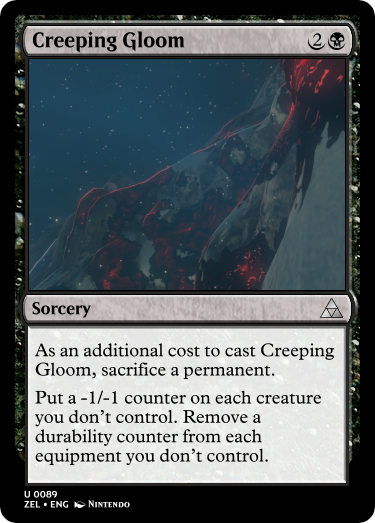 Creeping Gloom 2
Sorcery
As an additional cost to cast Creeping
Gloom, sacrifice a permanent.
Put a -1/-1 counter on each creature
you don't control. Remove a
durability counter from each
equipment you don't control.
U 0089
ZEL • ENG Nintendo